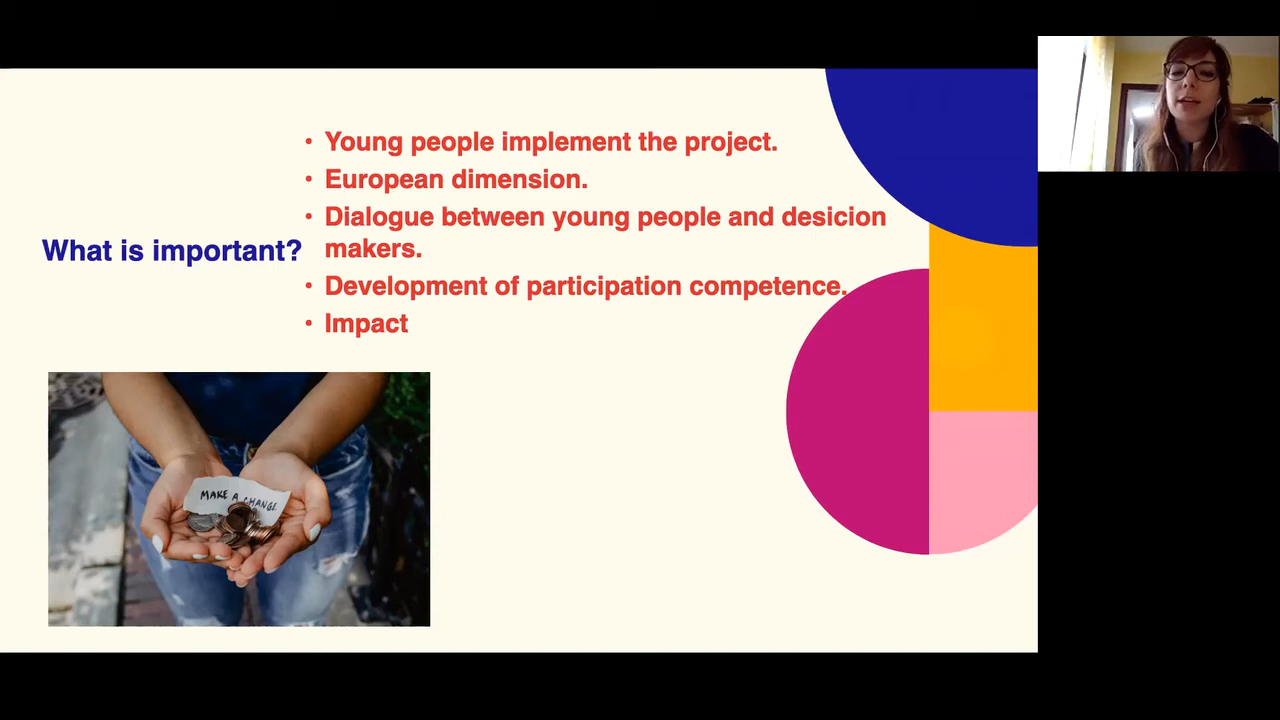 What is important?
• Young people implement the project.
• European dimension.
• Dialogue between young people and desicion
makers.
• Development of participation competence.
• Impact
MAKE A CHANGE